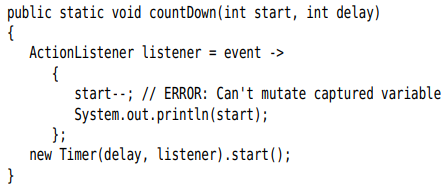 public static void countDown(int start, int delay)
{
   ActionListener listener = event ->
      {
         start--; // ERROR: Can't mutate captured variable
         System.out.println(start);
      };
   new Timer(delay, listener).start();
}